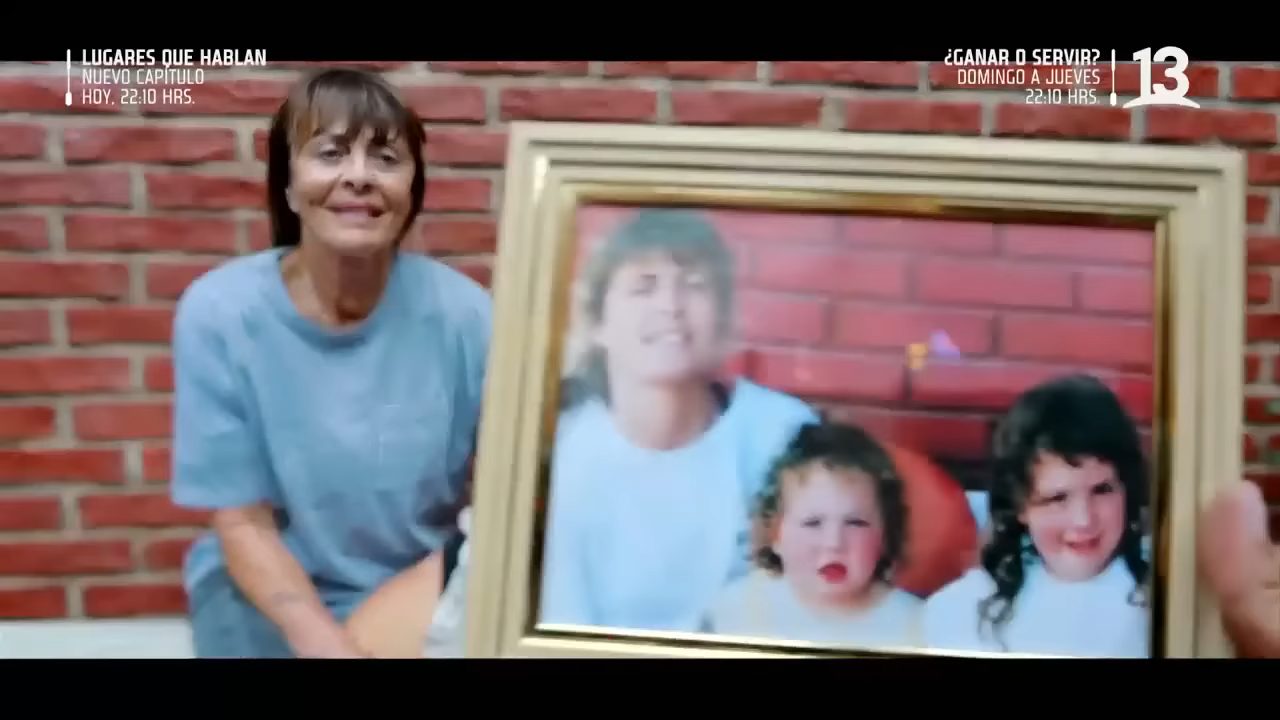 LUGARES QUE HABLAN
NUEVO CAPÍTULO
HOY, 22:10 HRS.
¿GANAR O SERVIR?
DOMINGO A JUEVES
22:10 HRS.
13